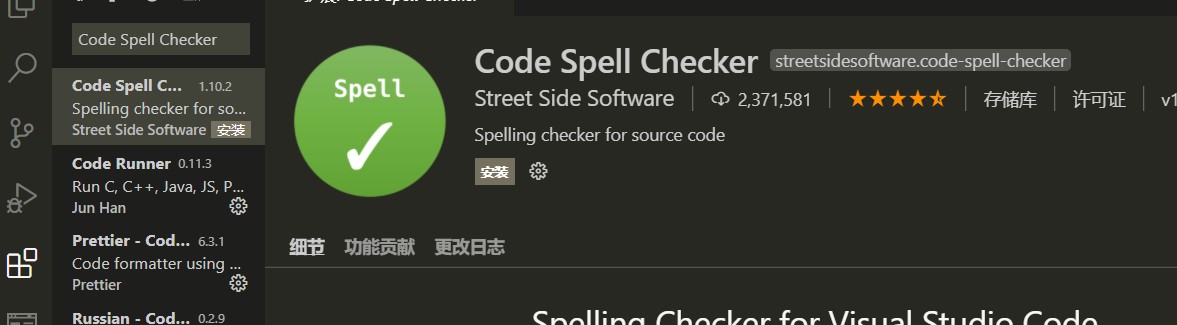 Code Spell Checker
Code Spell C... 1.10.2
Spelling checker for so...
Street Side Software 安装
Code Runner 0.11.3
Run C, C++, Java, JS, P...
Jun Han
Prettier - Cod... 6.3.1
Code formatter using ...
Prettier
Russian - Cod... 0.2.9
Spell
Code Spell Checker streetsidesoftware.code-spell-checker
Street Side Software 2,371,581 存储库 许可证 v1
Spelling checker for source code
安装
细节 功能贡献 更改日志
Spelling Checker for Visual Studio Code